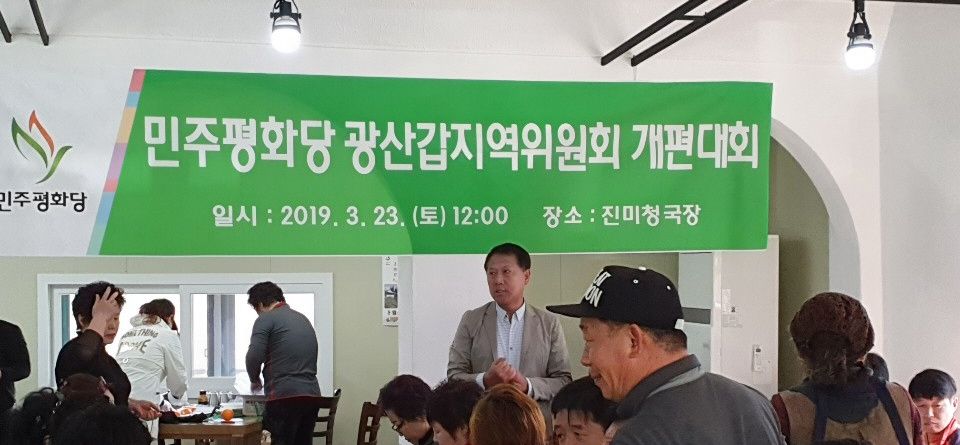 민주평화당
민주평화당 광산갑지역위원회 개편대회
일시 : 2019. 3. 23. (토) 12:00 장소 : 진미청국장